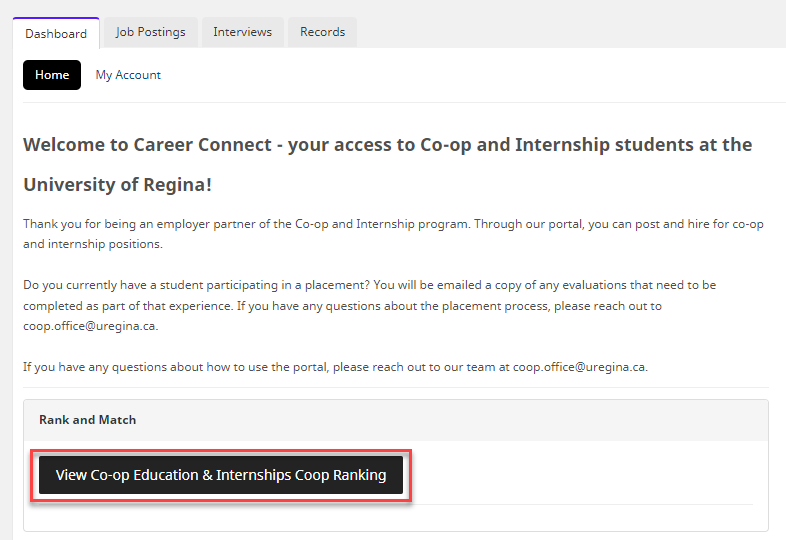 Dashboard Job Postings Interviews Records
Home My Account
Welcome to Career Connect - your access to Co-op and Internship students at the
University of Regina!
Thank you for being an employer partner of the Co-op and Internship program. Through our portal, you can post and hire for co-op
and internship positions.
Do you currently have a student participating in a placement? You will be emailed a copy of any evaluations that need to be
completed as part of that experience. If you have any questions about the placement process, please reach out to
coop.office@uregina.ca.
If you have any questions about how to use the portal, please reach out to our team at coop.office@uregina.ca.
Rank and Match
View Co-op Education & Internships Coop Ranking